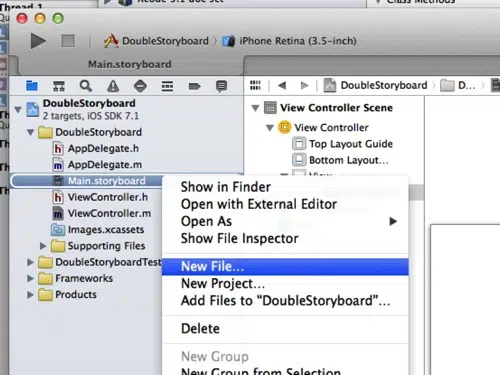 Thread 1
Xcode 5.1 doc set
Class Methods
DoubleStoryboard
iPhone Retina (3.5-inch)
Main.storyboard
DoubleStoryboard
2 targets, iOS SDK 7.1
DoubleStoryboard
AppDelegate.h
AppDelegate.m
Main.storyboard
ViewController.h
ViewController.m
Images.xcassets
Supporting Files
DoubleStoryboardTest
Frameworks
Products
DoubleStoryboard
D...
View Controller Scene
View Controller
Top Layout Guide
Bottom Layout...
View
Show in Finder
Open with External Editor
Open As
Show File Inspector
New File...
New Project...
Add Files to “DoubleStoryboard”...
Delete
New Group
New Group from Selection